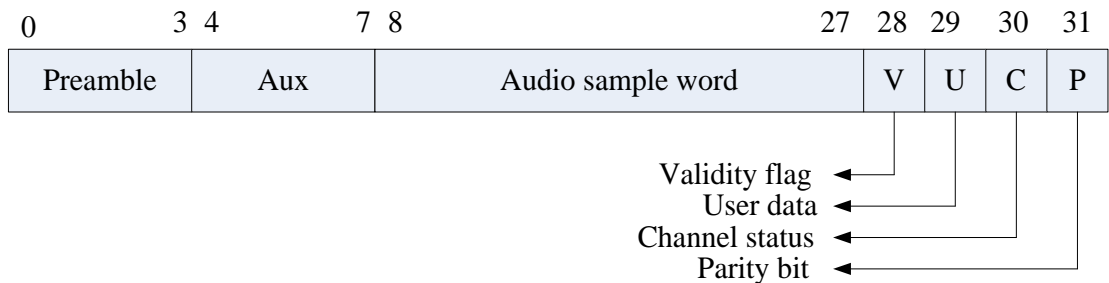 0 3 4 7 8 27 28 29 30 31
Preamble Aux Audio sample word V U C P
Validity flag
User data
Channel status
Parity bit